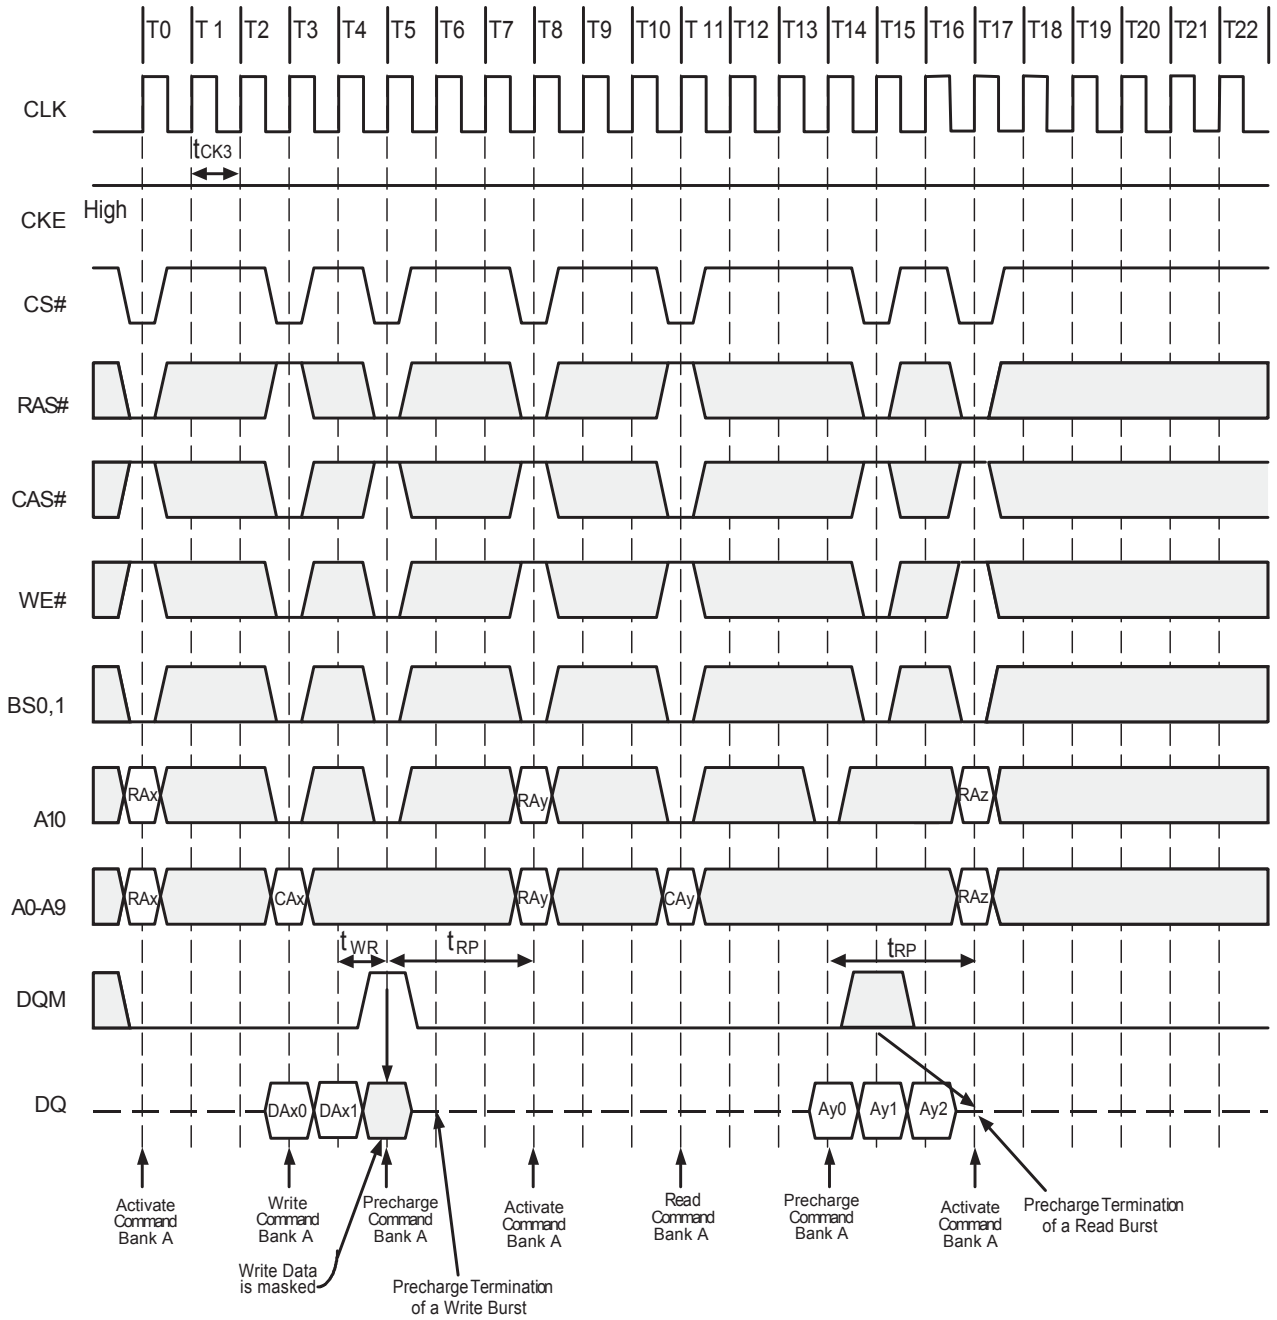 T0 T 1 T2 T3 T4 T5 T6 T7 T8 T9 T10 T 11 T12 T13 T14 T15 T16 T17 T18 T19 T20 T21 T22
CLK
tCK3
High
CKE
CS#
RAS#
CAS#
WE#
BS0,1
RAx RAy RAz
A10
RAx CAx RAy CAy RAz
A0-A9
tWR tRP tRP
DQM
DQ
DAx0 DAx1 Ay0 Ay1 Ay2
Activate
Command
Bank A
Write
Command
Bank A
Precharge
Command
Bank A
Activate
Command
Bank A
Read
Command
Bank A
Precharge
Command
Bank A
Activate
Command
Bank A
Precharge Termination
of a Read Burst
Write Data
is masked
Precharge Termination
of a Write Burst